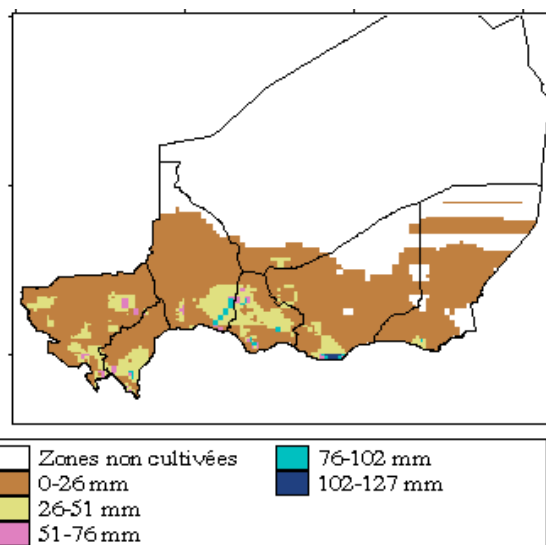 Zones non cultivées
0-26 mm
26-51 mm
51-76 mm
76-102 mm
102-127 mm